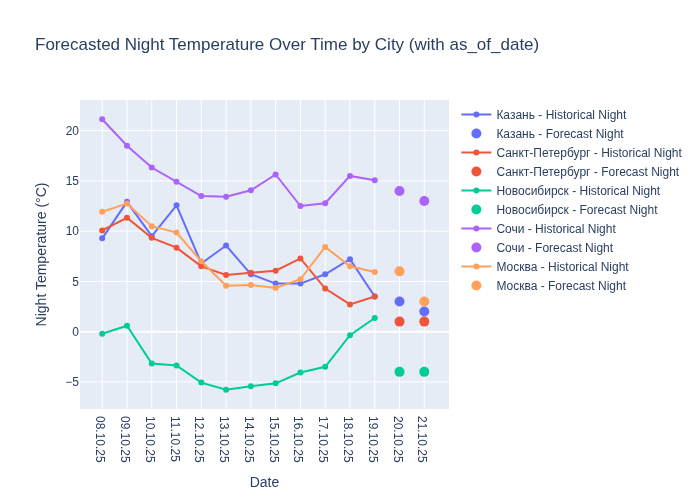 Forecasted Night Temperature Over Time by City (with as_of_date)
Night Temperature (°C)
20
15
10
5
0
−5
08.10.25
09.10.25
10.10.25
11.10.25
12.10.25
13.10.25
14.10.25
15.10.25
16.10.25
17.10.25
18.10.25
19.10.25
20.10.25
21.10.25
Date
Казань - Historical Night
Казань - Forecast Night
Санкт-Петербург - Historical Night
Санкт-Петербург - Forecast Night
Новосибирск - Historical Night
Новосибирск - Forecast Night
Сочи - Historical Night
Сочи - Forecast Night
Москва - Historical Night
Москва - Forecast Night